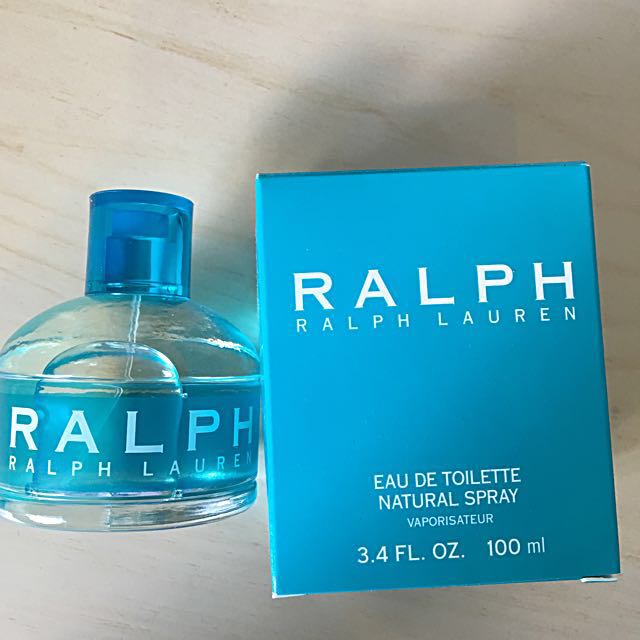 RALPH
RALPH LAUREN
RALPH
RALPH LAUREN
EAU DE TOILETTE
NATURAL SPRAY
VAPORISATEUR
3.4 FL. OZ. 100 ml